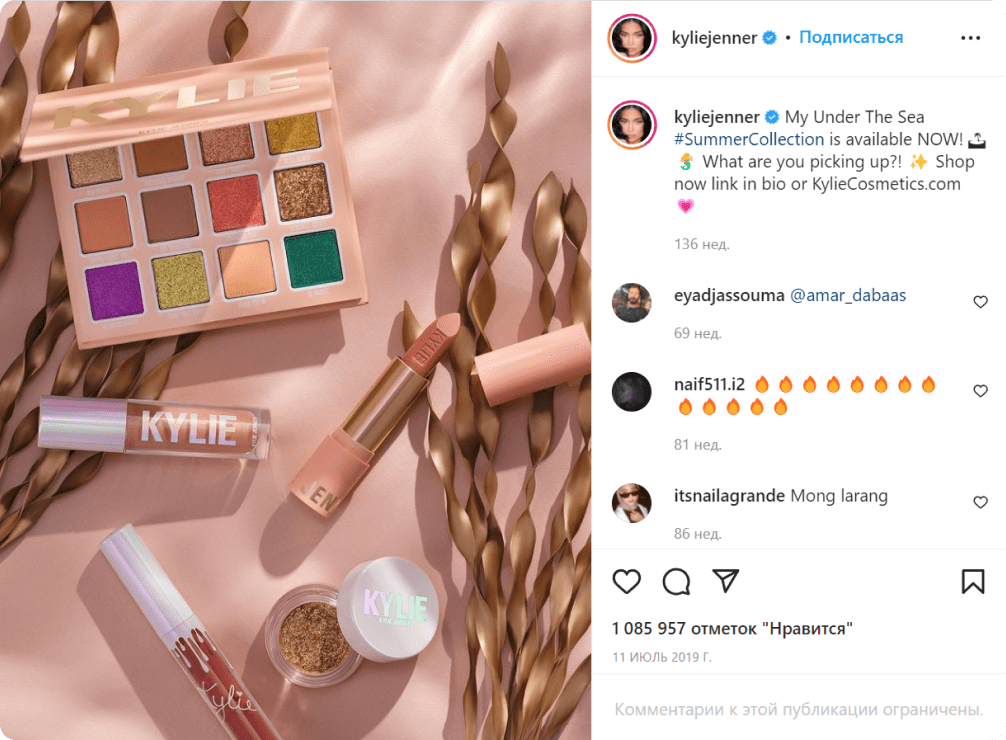 KYLIE
KYLIE
JEN
KYLIE
KYLIE
Kylie
kyliejenner • Подписаться
kyliejenner My Under The Sea
#SummerCollection is available NOW! 🌊
🧜‍♀️ What are you picking up?! ✨ Shop
now link in bio or KylieCosmetics.com
💗
136 нед.
eyadjassouma @amar_dabaas
69 нед.
naif511.i2 🔥🔥🔥🔥🔥🔥🔥🔥
🔥🔥🔥🔥🔥
81 нед.
itsnailagrande Mong larang
86 нед.
1 085 957 отметок "Нравится"
11 ИЮЛЬ 2019 Г.
Комментарии к этой публикации ограничены.